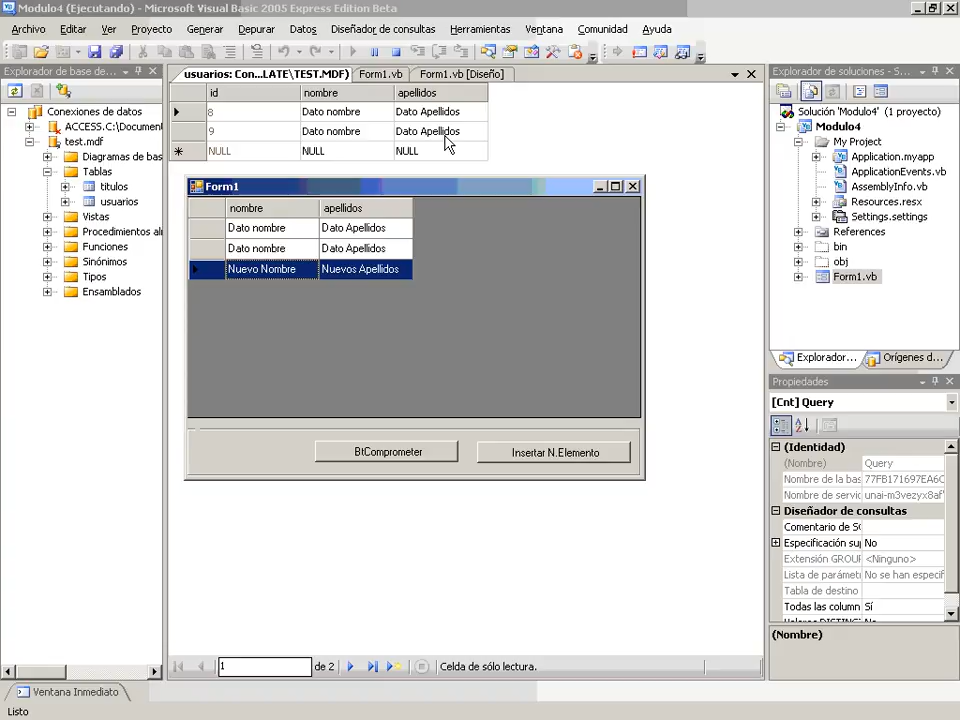 Modulo4 (Ejecutando) - Microsoft Visual Basic 2005 Express Edition Beta
Archivo Editar Ver Proyecto Generar Depurar Datos Diseñador de consultas Herramientas Ventana Comunidad Ayuda
Explorador de base de...
usuarios: Con...LATE\TEST.MDF) Form1.vb Form1.vb [Diseño]
Explorador de soluciones - S...
Conexiones de datos
ACCESS.C:\Documen
test.mdf
Diagramas de bas
Tablas
titulos
usuarios
Vistas
Procedimientos al
Funciones
Sinónimos
Tipos
Ensamblados
id nombre apellidos
8 Dato nombre Dato Apellidos
9 Dato nombre Dato Apellidos
NULL NULL NULL
Form1
nombre apellidos
Dato nombre Dato Apellidos
Dato nombre Dato Apellidos
Nuevo Nombre Nuevos Apellidos
BtComprometer Insertar N.Elemento
1 de 2 Celda de sólo lectura.
Solución 'Modulo4' (1 proyecto)
Modulo4
My Project
Application.myapp
ApplicationEvents.vb
AssemblyInfo.vb
Resources.resx
Settings.settings
References
bin
obj
Form1.vb
Explorador... Orígenes d...
Propiedades
[Cnt] Query
(Identidad)
(Nombre) Query
Nombre de la bas 77FB171697EA6C
Nombre de servic unai-m3vezyx8af\
Diseñador de consultas
Comentario de S
Especificación su No
Extensión GROUP <Ninguno>
Lista de parámet No se han especif
Tabla de destino
Todas las column Sí
(Nombre)
Ventana Inmediato
Listo